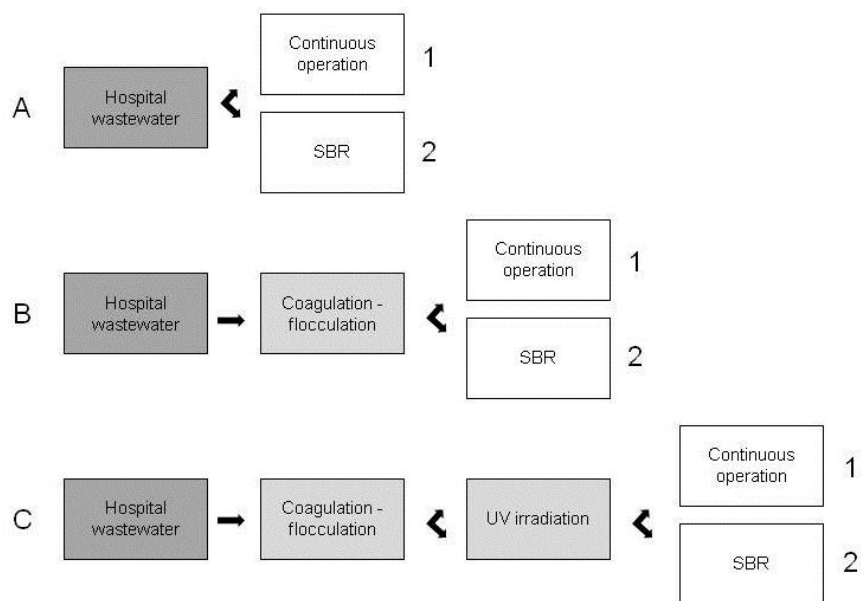 Continuous
operation
1
A
Hospital
wastewater
SBR
2
Continuous
operation
1
B
Hospital
wastewater
Coagulation -
flocculation
SBR
2
Continuous
operation
1
C
Hospital
wastewater
Coagulation -
flocculation
UV irradiation
SBR
2